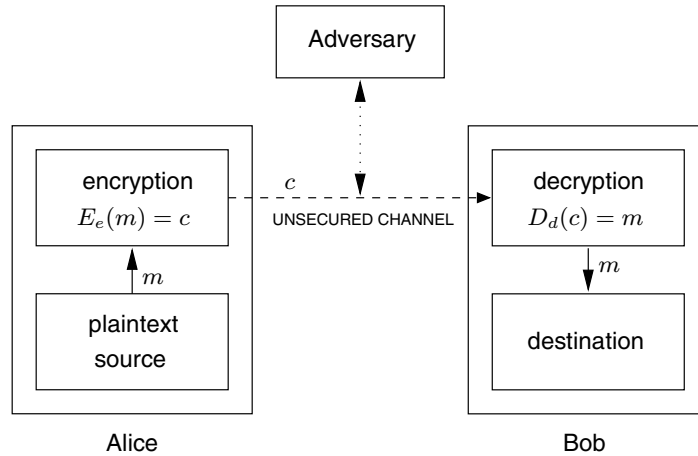 Adversary
encryption
E_e(m) = c
c
UNSECURED CHANNEL
decryption
D_d(c) = m
m
m
plaintext
source
destination
Alice
Bob